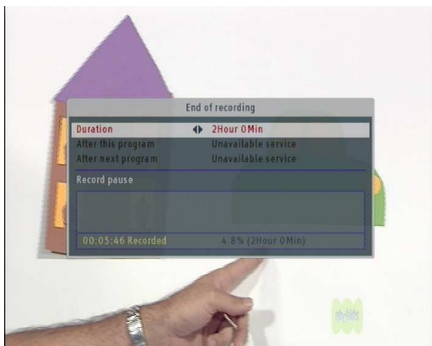 End of recording
Duration 2Hour 0Min
After this program Unavailable service
After next program Unavailable service
Record pause
00:05:46 Recorded 4.8% (2Hour 0Min)